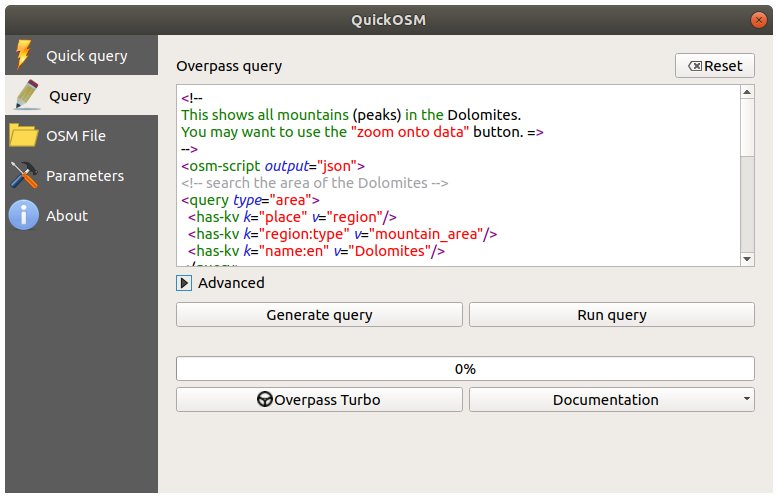 QuickOSM
Quick query
Query
OSM File
Parameters
About
Overpass query
Reset
<!--
This shows all mountains (peaks) in the Dolomites.
You may want to use the "zoom onto data" button. =>
-->
<osm-script output="json">
<!-- search the area of the Dolomites -->
<query type="area">
<has-kv k="place" v="region"/>
<has-kv k="region:type" v="mountain_area"/>
<has-kv k="name:en" v="Dolomites"/>
Advanced
Generate query
Run query
0%
Overpass Turbo
Documentation